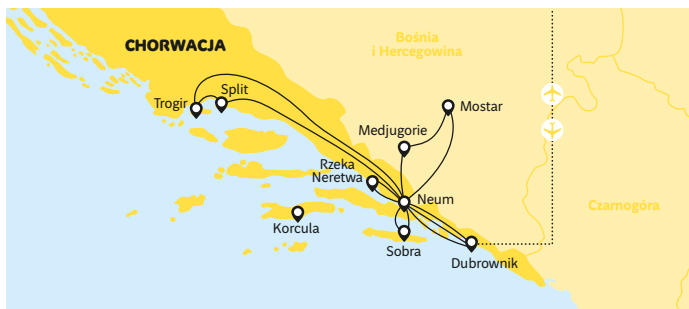 Bośnia
i Hercegowina
CHORWACJA
Split
Trogir
Mostar
Medjugorie
Rzeka
Neretwa
Neum
Czarnogóra
Korcula
Sobra
Dubrownik